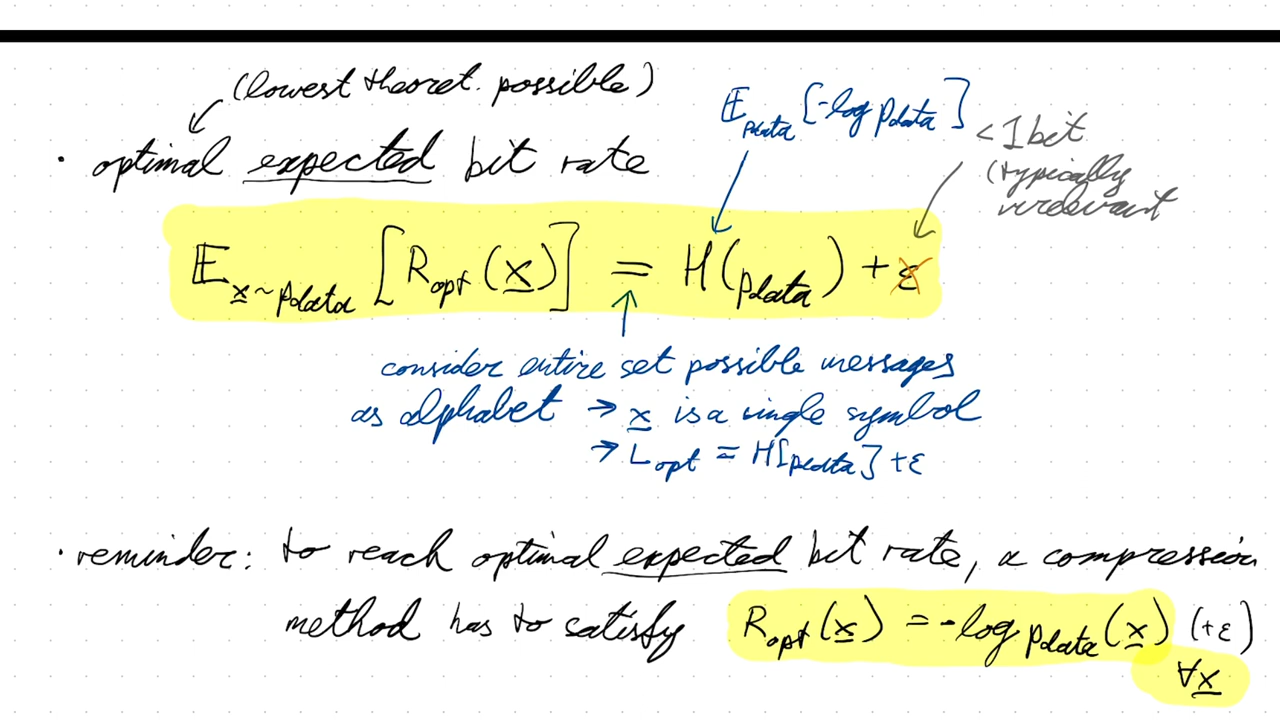 (lowest theoret. possible)
𝔼_pdata [-log pdata]
< 1 bit
(typically
irrelevant
· optimal expected bit rate
𝔼_x~pdata [R_opt (x)] = H(pdata) + ε
consider entire set possible messages
as alphabet → x is a single symbol
→ L_opt = H[pdata] + ε
· reminder: to reach optimal expected bit rate, a compression
method has to satisfy R_opt (x) = -log pdata (x) (+ε)
∀x